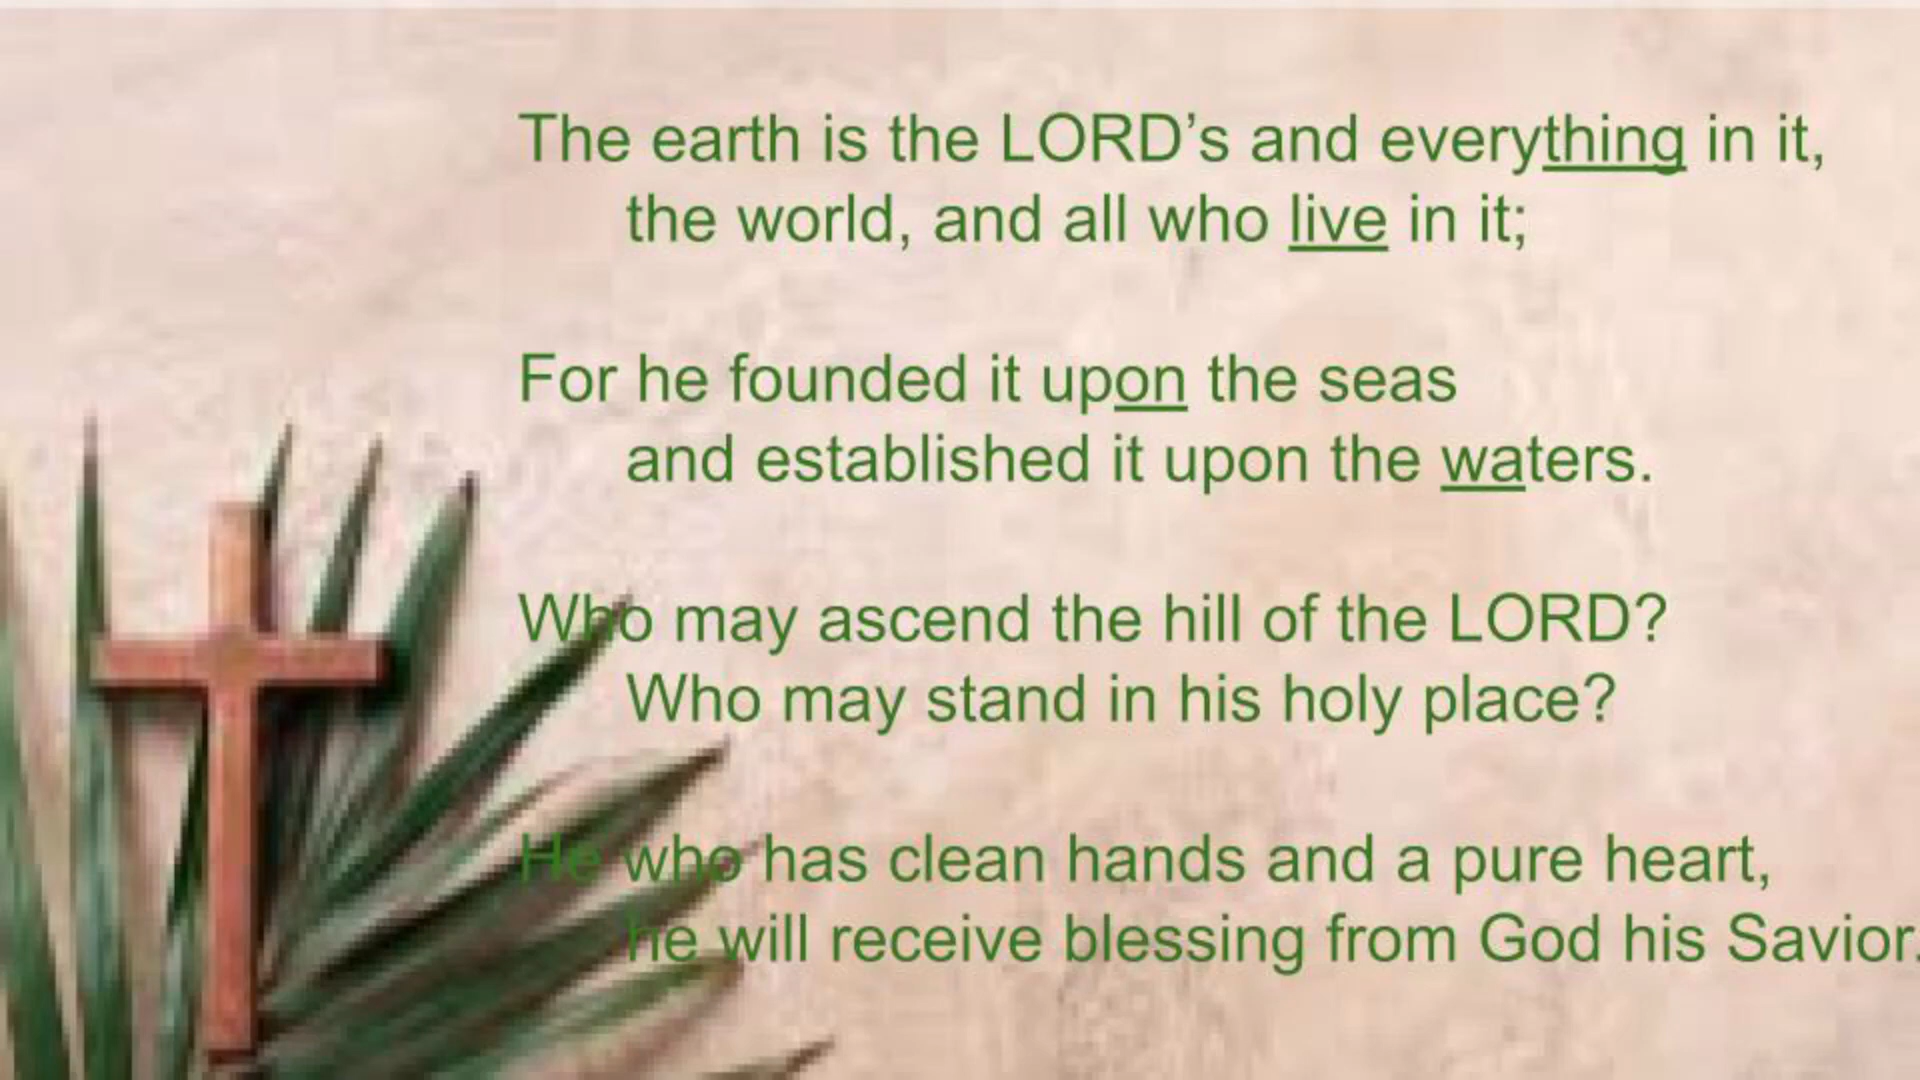 The earth is the LORD’s and everything in it,
the world, and all who live in it;
For he founded it upon the seas
and established it upon the waters.
Who may ascend the hill of the LORD?
Who may stand in his holy place?
He who has clean hands and a pure heart,
he will receive blessing from God his Savior.